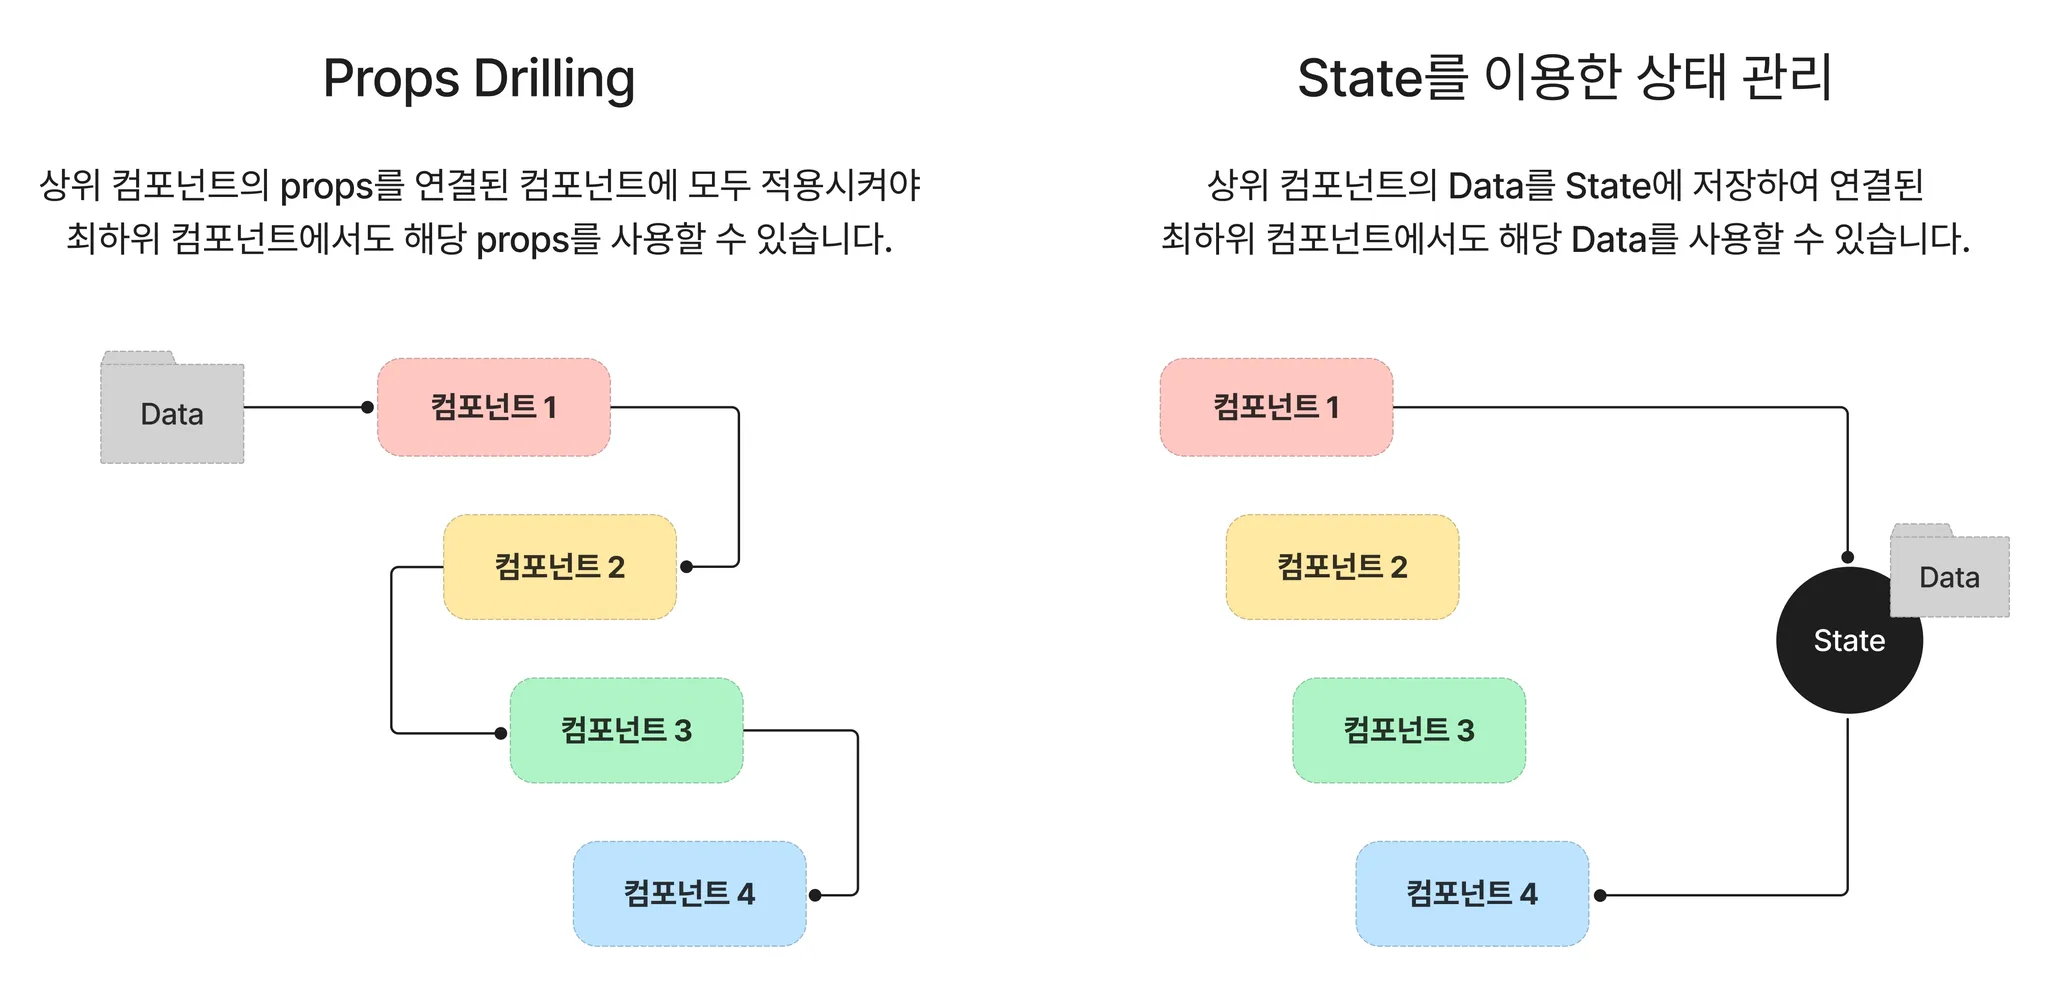 Props Drilling
상위 컴포넌트의 props를 연결된 컴포넌트에 모두 적용시켜야
최하위 컴포넌트에서도 해당 props를 사용할 수 있습니다.
Data
컴포넌트 1
컴포넌트 2
컴포넌트 3
컴포넌트 4
State를 이용한 상태 관리
상위 컴포넌트의 Data를 State에 저장하여 연결된
최하위 컴포넌트에서도 해당 Data를 사용할 수 있습니다.
컴포넌트 1
컴포넌트 2
Data
State
컴포넌트 3
컴포넌트 4